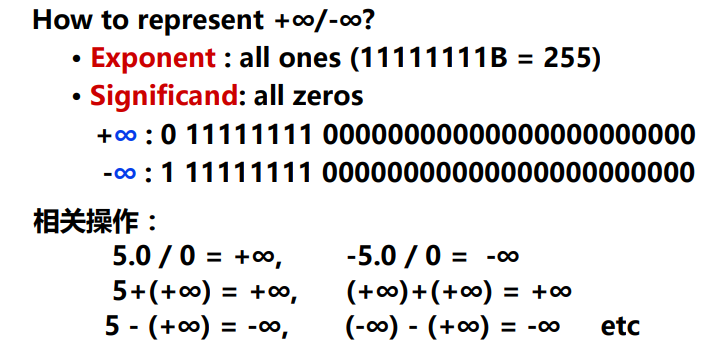 How to represent +∞/-∞?
• Exponent : all ones (11111111B = 255)
• Significand: all zeros
+∞ : 0 11111111 00000000000000000000000
-∞ : 1 11111111 00000000000000000000000
相关操作：
5.0 / 0 = +∞, -5.0 / 0 = -∞
5+(+∞) = +∞, (+∞)+(+∞) = +∞
5 - (+∞) = -∞, (-∞) - (+∞) = -∞ etc